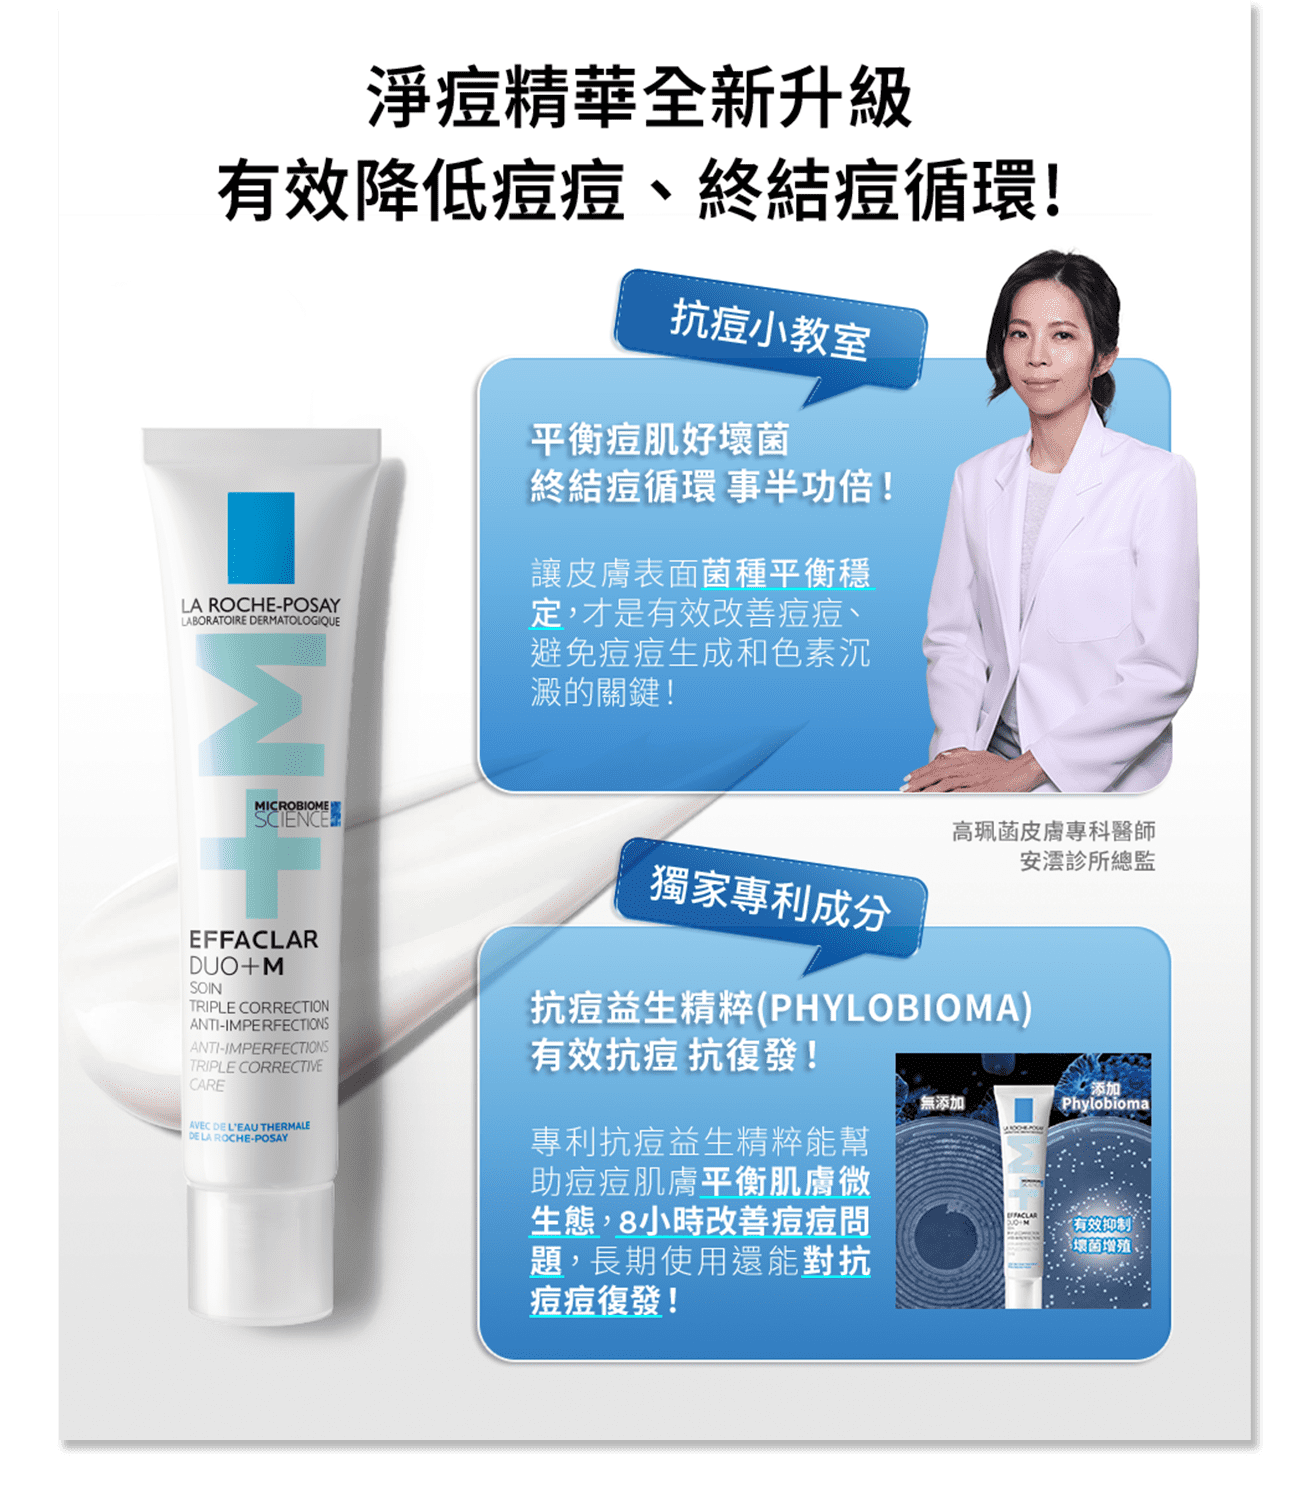 淨痘精華全新升級
有效降低痘痘、終結痘循環!
抗痘小教室
平衡痘肌好壞菌
終結痘循環 事半功倍!
讓皮膚表面菌種平衡穩
定,才是有效改善痘痘、
避免痘痘生成和色素沉
澱的關鍵!
高珮菡皮膚專科醫師
安澐診所總監
LA ROCHE-POSAY
LABORATOIRE DERMATOLOGIQUE
M+
MICROBIOME
SCIENCE
EFFACLAR
DUO+M
SOIN
TRIPLE CORRECTION
ANTI-IMPERFECTIONS
ANTI-IMPERFECTIONS
TRIPLE CORRECTIVE
CARE
AVEC DE L'EAU THERMALE
DE LA ROCHE-POSAY
獨家專利成分
抗痘益生精粹(PHYLOBIOMA)
有效抗痘 抗復發!
專利抗痘益生精粹能幫
助痘痘肌膚平衡肌膚微
生態,8小時改善痘痘問
題,長期使用還能對抗
痘痘復發!
無添加
添加
Phylobioma
LA ROCHE-POSAY
M+
EFFACLAR
DUO+M
有效抑制
壞菌增殖